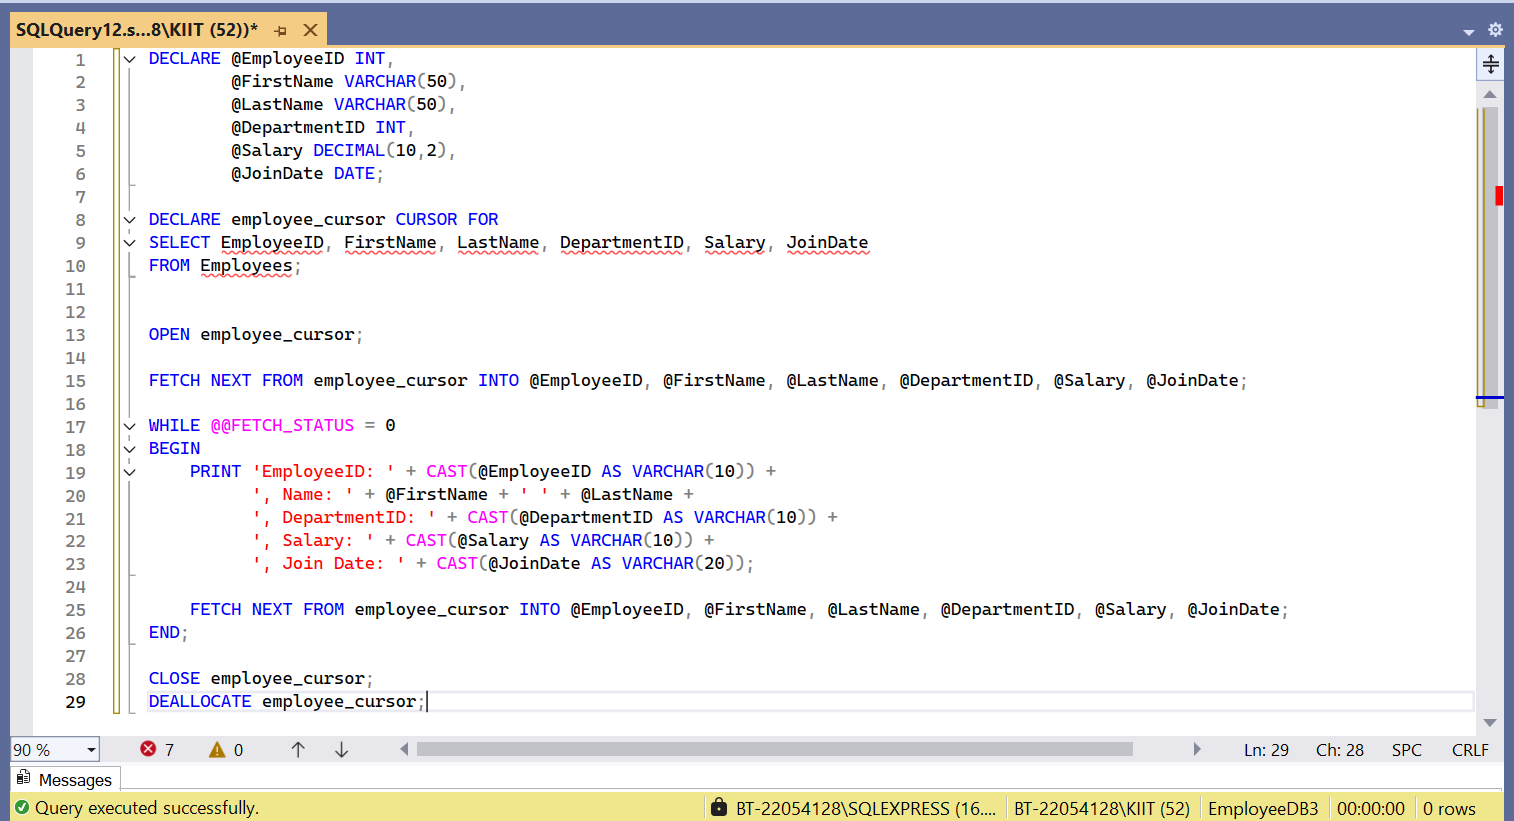 SQLQuery12.s...8\KIIT (52))*
1 DECLARE @EmployeeID INT,
2 @FirstName VARCHAR(50),
3 @LastName VARCHAR(50),
4 @DepartmentID INT,
5 @Salary DECIMAL(10,2),
6 @JoinDate DATE;
7
8 DECLARE employee_cursor CURSOR FOR
9 SELECT EmployeeID, FirstName, LastName, DepartmentID, Salary, JoinDate
10 FROM Employees;
11
12
13 OPEN employee_cursor;
14
15 FETCH NEXT FROM employee_cursor INTO @EmployeeID, @FirstName, @LastName, @DepartmentID, @Salary, @JoinDate;
16
17 WHILE @@FETCH_STATUS = 0
18 BEGIN
19 PRINT 'EmployeeID: ' + CAST(@EmployeeID AS VARCHAR(10)) +
20 ', Name: ' + @FirstName + ' ' + @LastName +
21 ', DepartmentID: ' + CAST(@DepartmentID AS VARCHAR(10)) +
22 ', Salary: ' + CAST(@Salary AS VARCHAR(10)) +
23 ', Join Date: ' + CAST(@JoinDate AS VARCHAR(20));
24
25 FETCH NEXT FROM employee_cursor INTO @EmployeeID, @FirstName, @LastName, @DepartmentID, @Salary, @JoinDate;
26 END;
27
28 CLOSE employee_cursor;
29 DEALLOCATE employee_cursor;
90 % 7 0 Ln: 29 Ch: 28 SPC CRLF
Messages
Query executed successfully. BT-22054128\SQLEXPRESS (16.... BT-22054128\KIIT (52) EmployeeDB3 00:00:00 0 rows